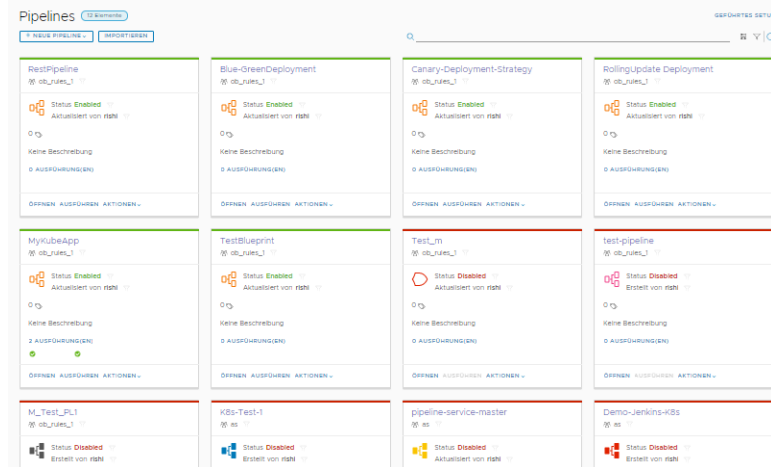 Pipelines 12 Elemente
GEFÜHRTES SETU
+ NEUE PIPELINE IMPORTIEREN
RestPipeline
ob_rules_1
Status Enabled
Aktualisiert von rishi
0
Keine Beschreibung
0 AUSFÜHRUNG(EN)
ÖFFNEN AUSFÜHREN AKTIONEN
Blue-GreenDeployment
ob_rules_1
Status Enabled
Aktualisiert von rishi
0
Keine Beschreibung
0 AUSFÜHRUNG(EN)
ÖFFNEN AUSFÜHREN AKTIONEN
Canary-Deployment-Strategy
ob_rules_1
Status Enabled
Aktualisiert von rishi
0
Keine Beschreibung
0 AUSFÜHRUNG(EN)
ÖFFNEN AUSFÜHREN AKTIONEN
RollingUpdate Deployment
ob_rules_1
Status Enabled
Aktualisiert von rishi
0
Keine Beschreibung
0 AUSFÜHRUNG(EN)
ÖFFNEN AUSFÜHREN AKTIONEN
MyKubeApp
ob_rules_1
Status Enabled
Aktualisiert von rishi
0
Keine Beschreibung
2 AUSFÜHRUNG(EN)
ÖFFNEN AUSFÜHREN AKTIONEN
TestBlueprint
ob_rules_1
Status Enabled
Aktualisiert von rishi
0
Keine Beschreibung
0 AUSFÜHRUNG(EN)
ÖFFNEN AUSFÜHREN AKTIONEN
Test_m
ob_rules_1
Status Disabled
Aktualisiert von rishi
0
Keine Beschreibung
0 AUSFÜHRUNG(EN)
ÖFFNEN AUSFÜHREN AKTIONEN
test-pipeline
ob_rules_1
Status Disabled
Erstellt von rishi
0
Keine Beschreibung
0 AUSFÜHRUNG(EN)
ÖFFNEN AUSFÜHREN AKTIONEN
M_Test_PL1
ob_rules_1
Status Disabled
Erstellt von rishi
K8s-Test-1
as
Status Disabled
Erstellt von rishi
pipeline-service-master
as
Status Disabled
Aktualisiert von rishi
Demo-Jenkins-K8s
as
Status Disabled
Erstellt von rishi